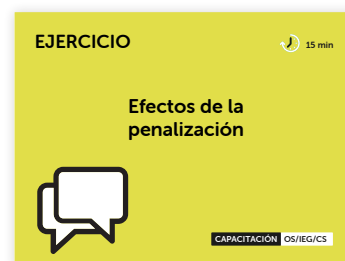 EJERCICIO
15 min
Efectos de la
penalización
CAPACITACIÓN OS/IEG/CS